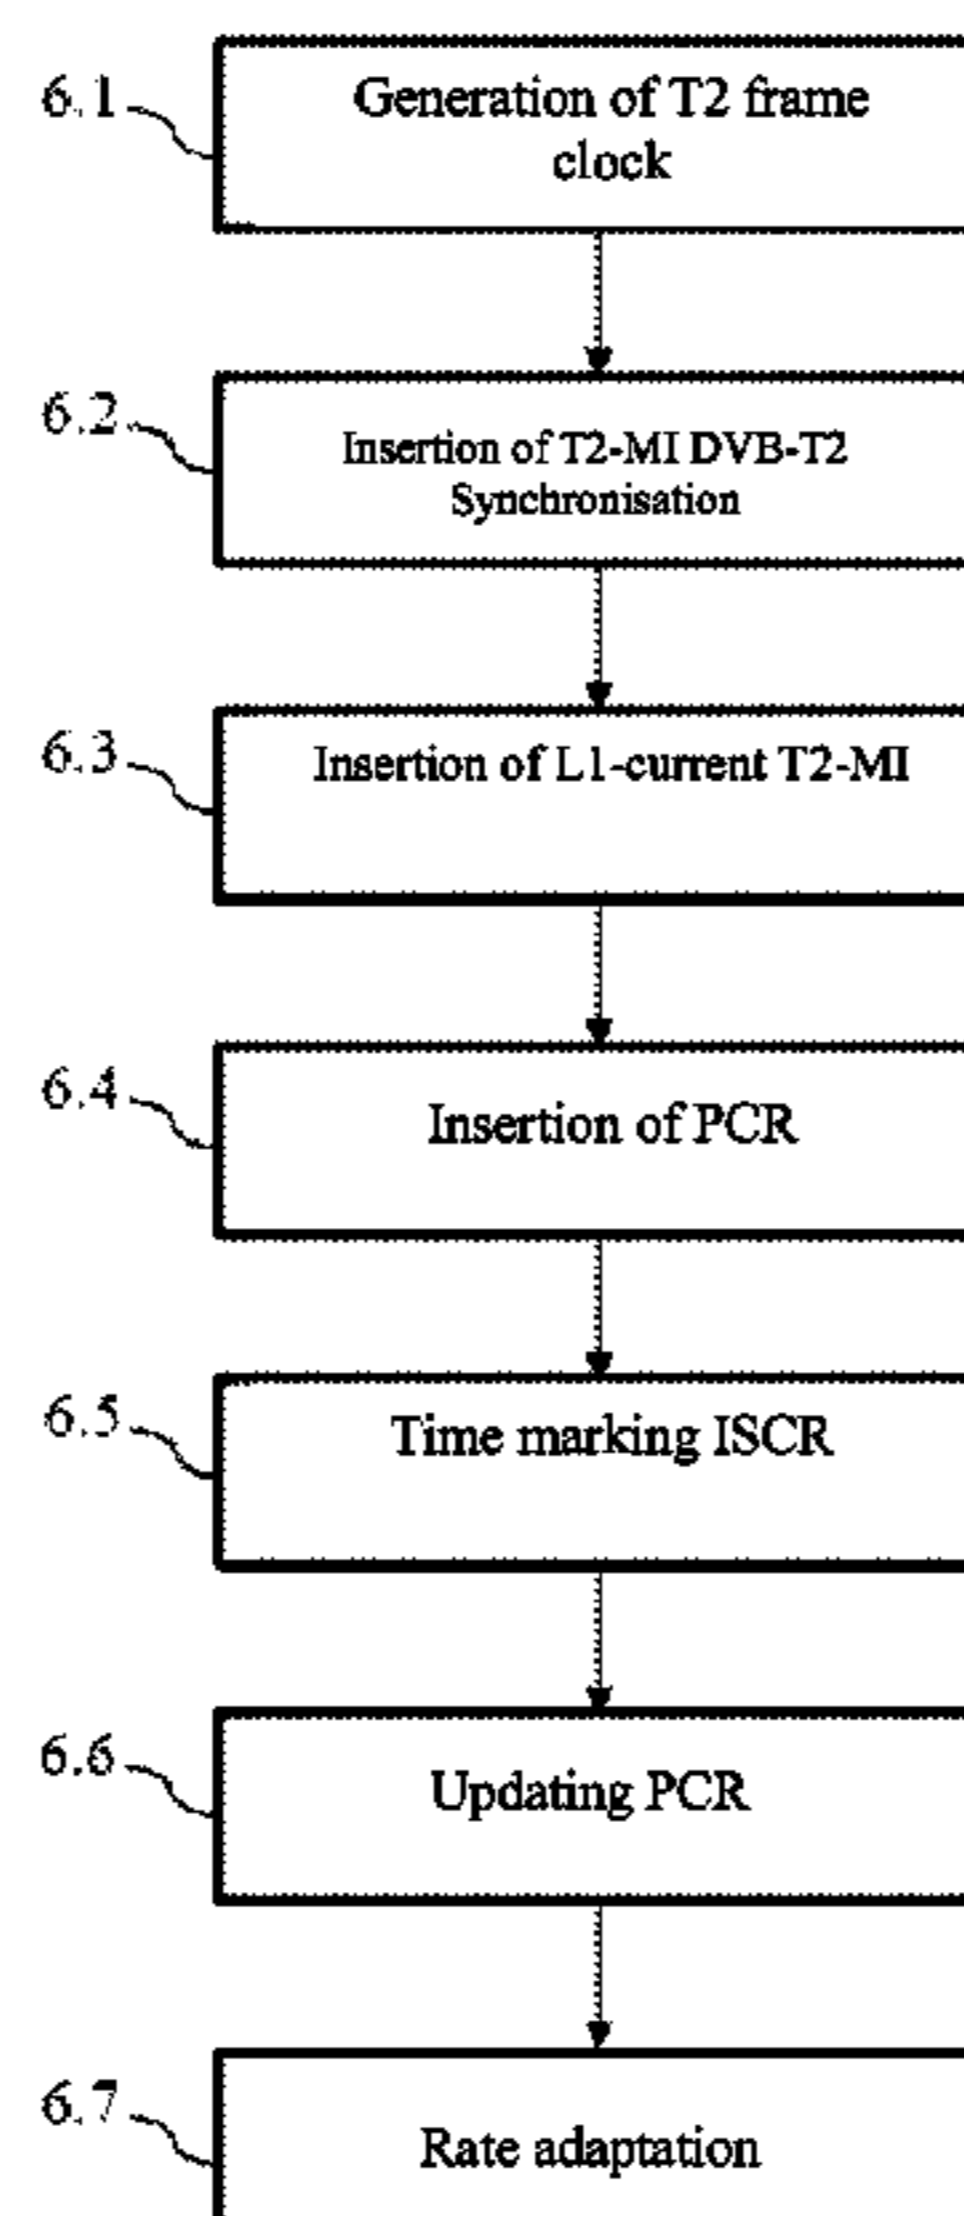 6.1
Generation of T2 frame
clock
6.2
Insertion of T2-MI DVB-T2
Synchronisation
6.3
Insertion of L1-current T2-MI
6.4
Insertion of PCR
6.5
Time marking ISCR
6.6
Updating PCR
6.7
Rate adaptation